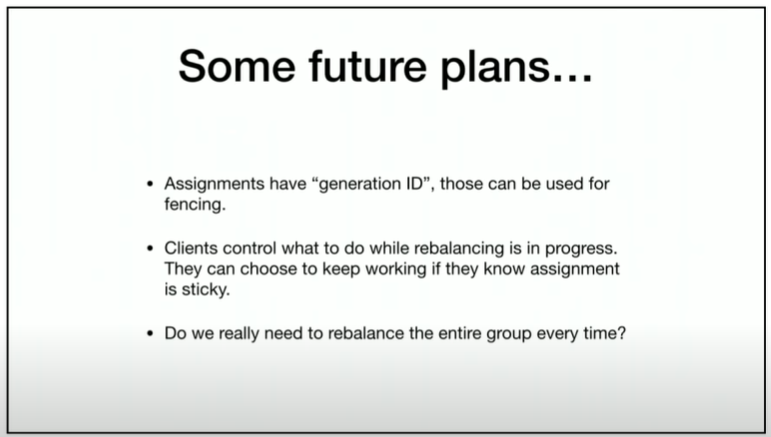 Some future plans...
• Assignments have “generation ID”, those can be used for
fencing.
• Clients control what to do while rebalancing is in progress.
They can choose to keep working if they know assignment
is sticky.
• Do we really need to rebalance the entire group every time?